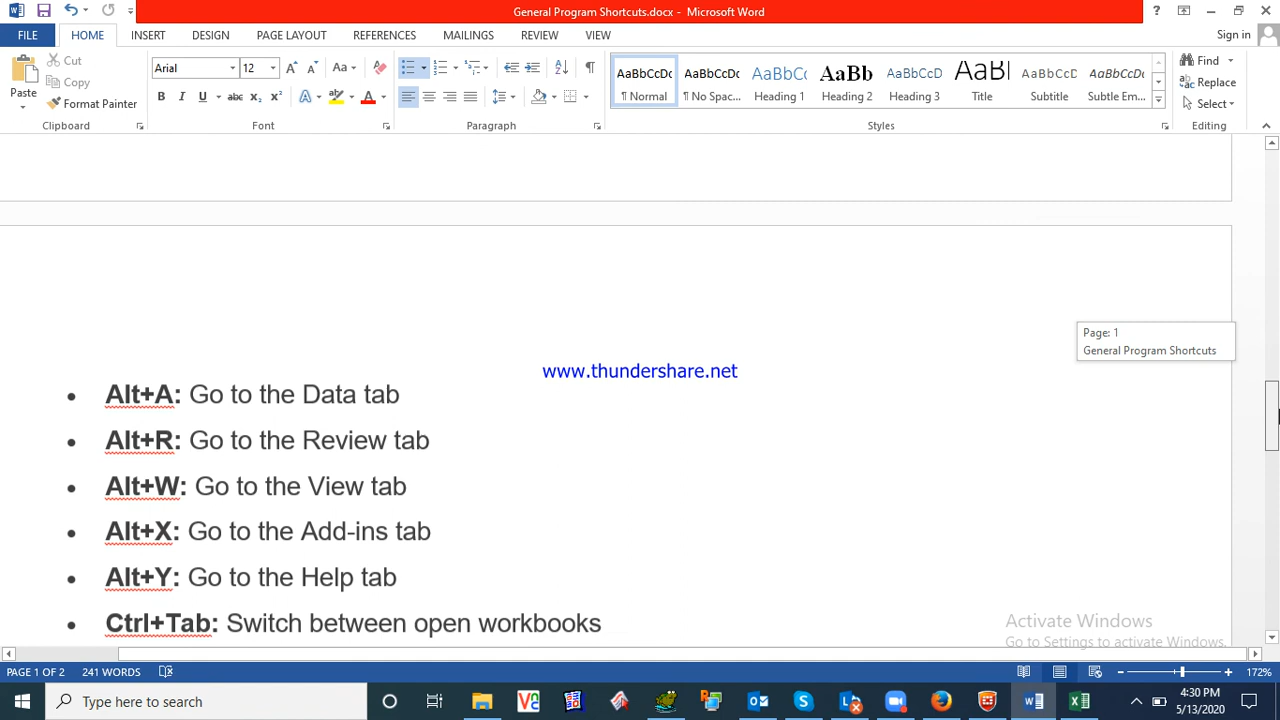 General Program Shortcuts.docx - Microsoft Word
?
Sign in
FILE HOME INSERT DESIGN PAGE LAYOUT REFERENCES MAILINGS REVIEW VIEW
Paste
Cut
Copy
Format Painter
Clipboard
Arial 12
Aa
B I U abc x₂ x² A A
Font
Paragraph
AaBbCcDc AaBbCcDc AaBbCc AaBb AaBbCcD AaBb AaBbCcD AaBbCcDc
¶ Normal ¶ No Spac... Heading 1 Heading 2 Heading 3 Title Subtitle Subtle Em...
Styles
Find
Replace
Select
Editing
Page: 1
General Program Shortcuts
www.thundershare.net
• Alt+A: Go to the Data tab
• Alt+R: Go to the Review tab
• Alt+W: Go to the View tab
• Alt+X: Go to the Add-ins tab
• Alt+Y: Go to the Help tab
• Ctrl+Tab: Switch between open workbooks
Activate Windows
Go to Settings to activate Windows.
PAGE 1 OF 2 241 WORDS
172%
Type here to search
4:30 PM
5/13/2020